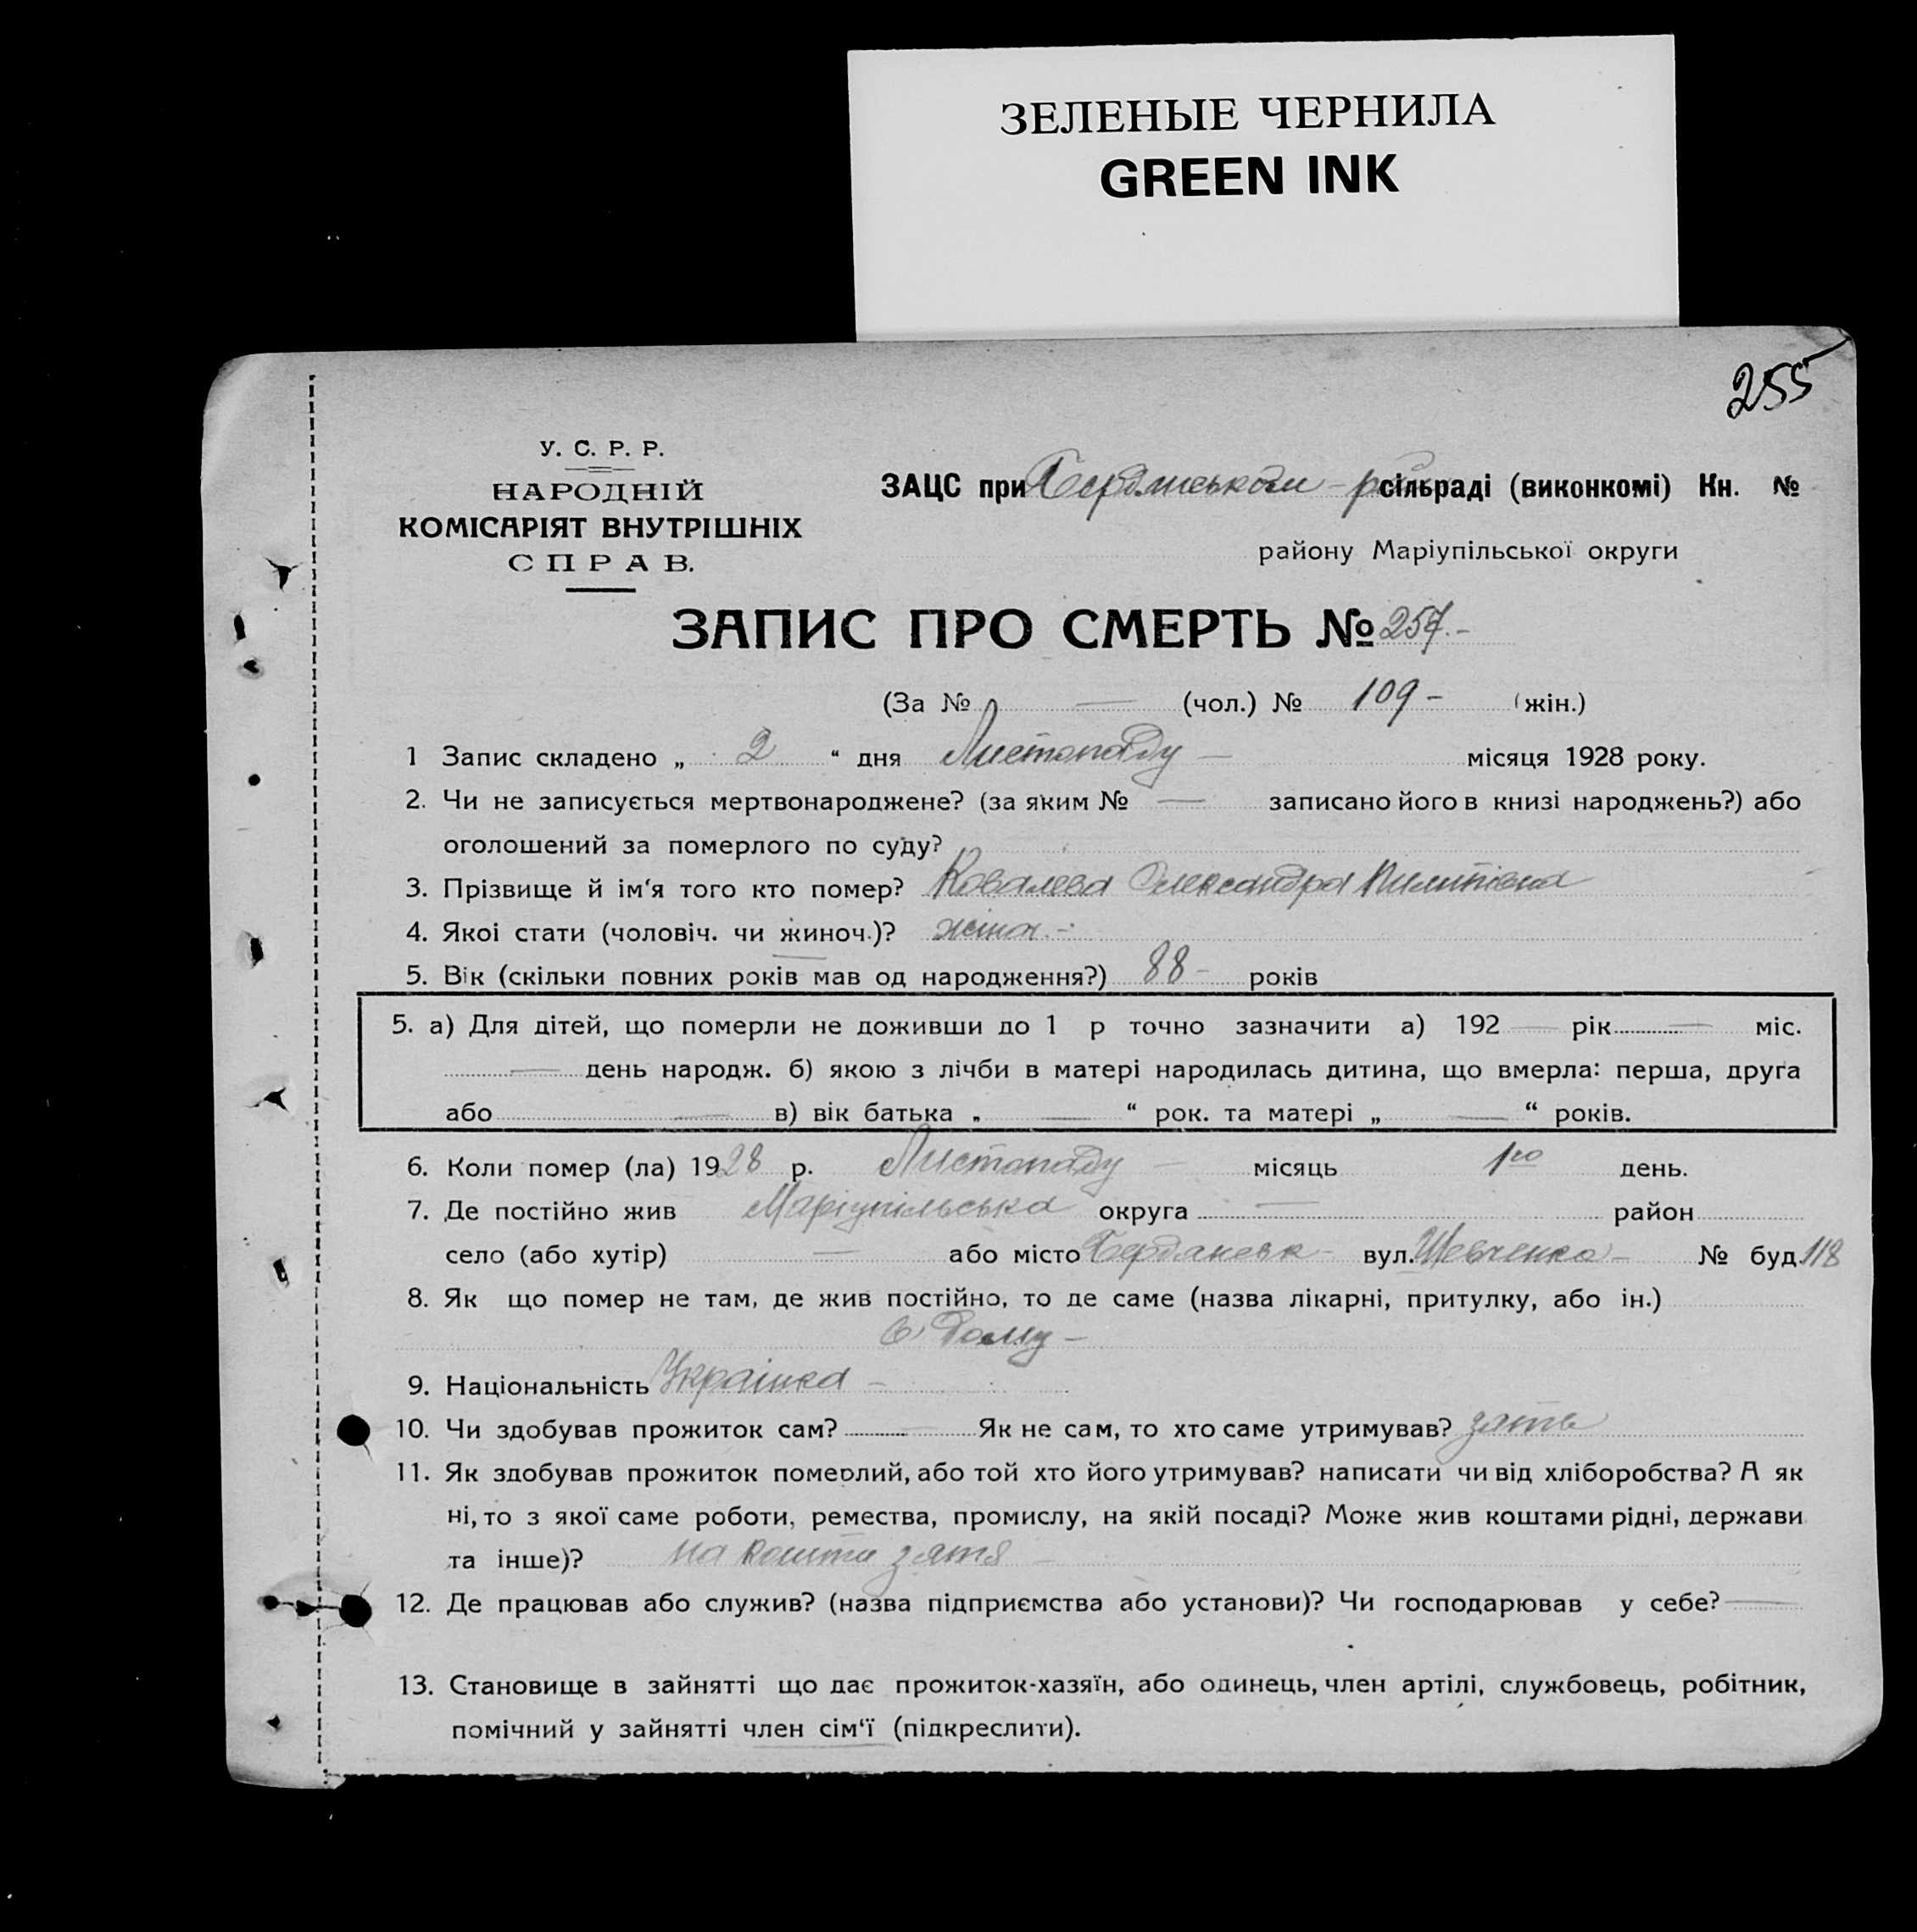 ЗЕЛЕНЫЕ ЧЕРНИЛА
GREEN INK
255
У. С. Р. Р.
НАРОДНІЙ
КОМІСАРІЯТ ВНУТРІШНІХ
СПРАВ.
ЗАЦС при Бердянському сільраді (виконкомі) Кн. №
району Маріупільської округи
ЗАПИС ПРО СМЕРТЬ № 257.-
(За № — (чол.) № 109 - (жін.)
1 Запис складено „ 2 “ дня Листопаду — місяця 1928 року.
2. Чи не записується мертвонароджене? (за яким № — записано його в книзі народжень?) або
оголошений за померлого по суду?
3. Прізвище й ім‘я того кто помер? Ковалева Олександра Пилипівна
4. Якоі стати (чоловіч. чи жиноч.)? жіноч. -
5. Вік (скільки повних років мав од народження?) 88 - років
5. а) Для дітей, що померли не доживши до 1 р точно зазначити а) 192 — рік — міс.
— день народж. б) якою з лічби в матері народилась дитина, що вмерла: перша, друга
або — в) вік батька „ — “ рок. та матері „ — “ років.
6. Коли помер (ла) 1928 р. Листопаду — місяць 1го день.
7. Де постійно жив Маріупільська округа — район
село (або хутір) — або місто Бердянськ - вул. Шевченка - № буд. 118
8. Як що помер не там, де жив постійно, то де саме (назва лікарні, притулку, або ін.)
в дому -
9. Національність Українка -
10. Чи здобував прожиток сам? — Як не сам, то хто саме утримував? зять
11. Як здобував прожиток померлий, або той хто його утримував? написати чи від хліборобства? А як
ні, то з якої саме роботи, ремества, промислу, на якій посаді? Може жив коштами рідні, держави
та інше)? на кошти зятя -
12. Де працював або служив? (назва підприємства або установи)? Чи господарював у себе? —
13. Становище в зайнятті що дає прожиток-хазяїн, або одинець, член артілі, службовець, робітник,
помічний у зайнятті член сім‘ї (підкреслити).